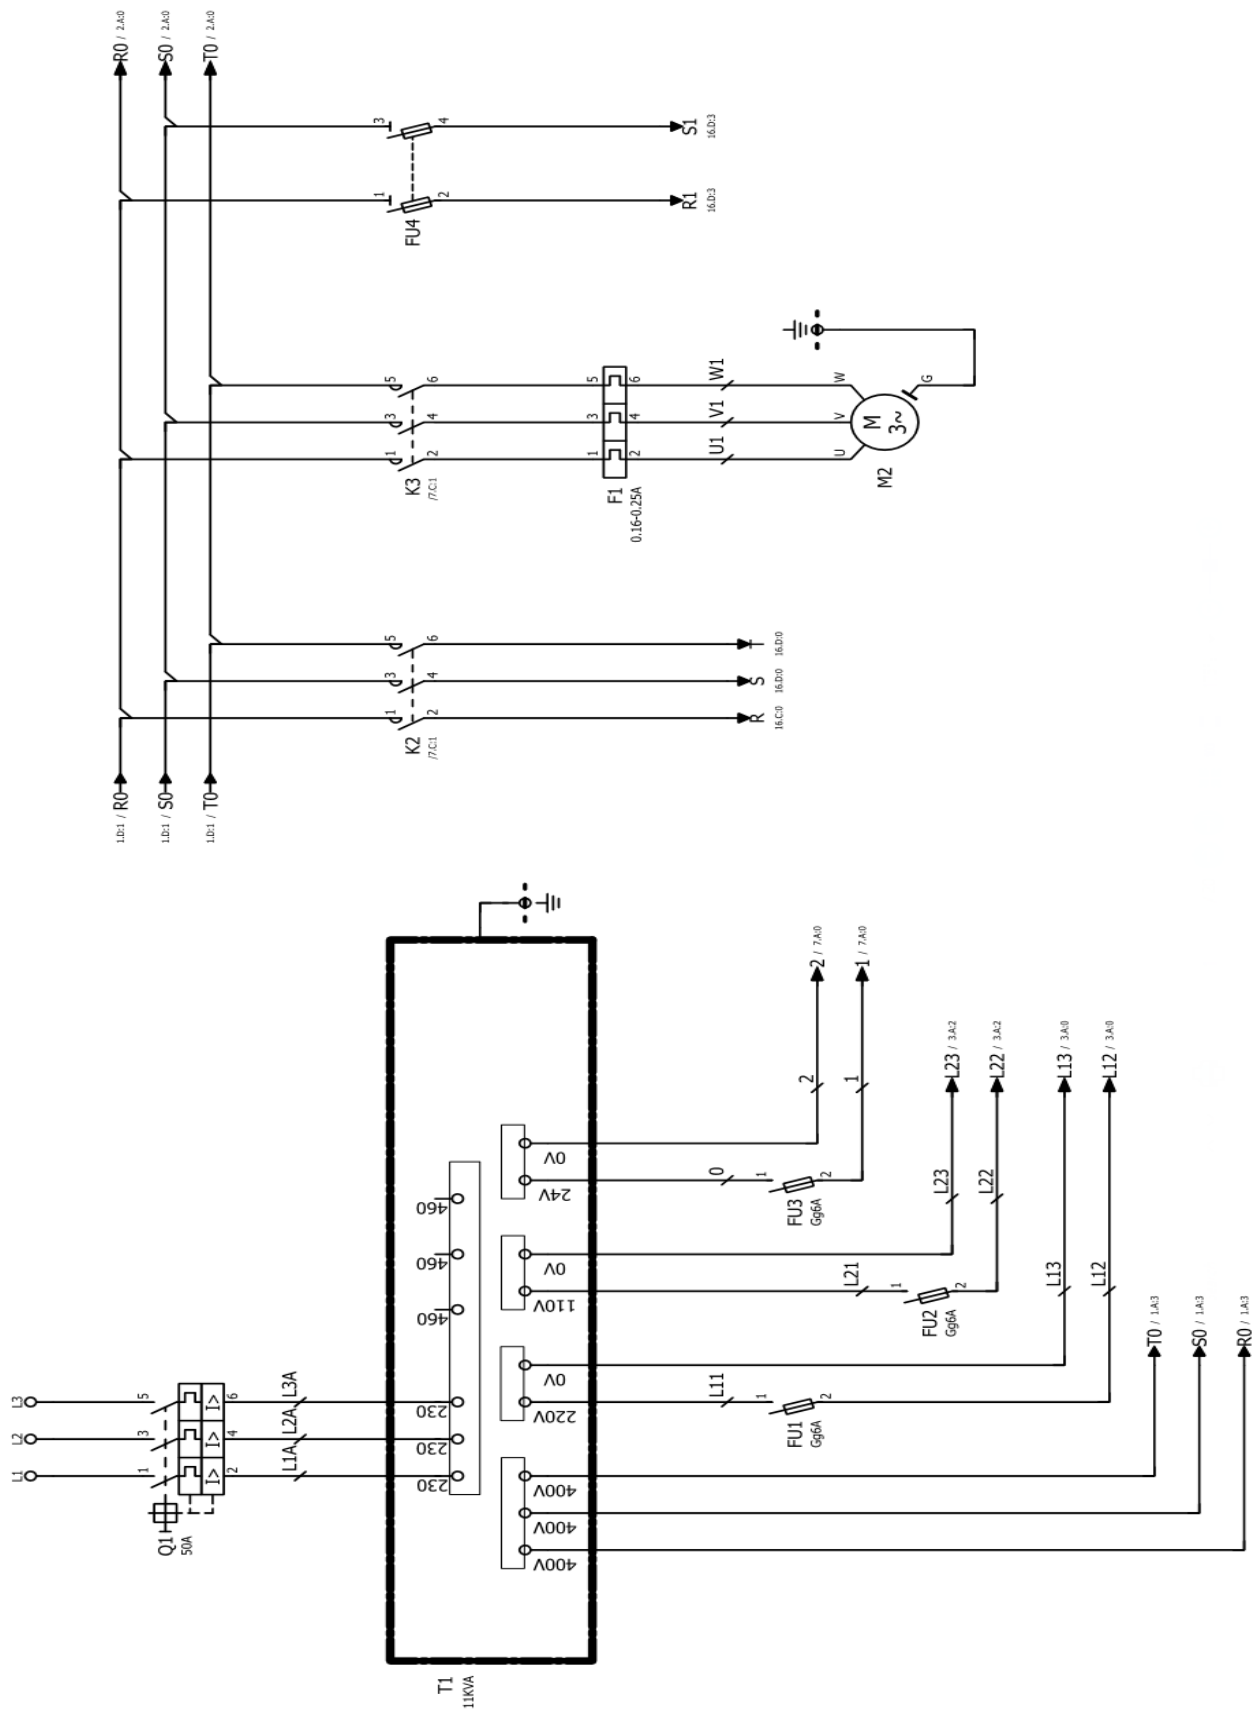 L1
L2
L3
1
3
5
Q1
50A
I>
I>
I>
2
4
6
L1A
L2A
L3A
230
230
230
460
460
460
T1
11KVA
400V
400V
400V
220V
0V
110V
0V
24V
0V
L11
1
FU1
Gg6A
2
L21
1
FU2
Gg6A
2
0
1
FU3
Gg6A
2
2
1
L23
L22
L13
L12
2 / 7.A:0
1 / 7.A:0
L23 / 3.A:2
L22 / 3.A:2
L13 / 3.A:0
L12 / 3.A:0
T0 / 1.A:3
S0 / 1.A:3
R0 / 1.A:3
1.D:1 / R0
1.D:1 / S0
1.D:1 / T0
R0 / 2.A:0
S0 / 2.A:0
T0 / 2.A:0
1
3
5
K2
/7.C:1
2
4
6
R
16.C:0
S
16.D:0
16.D:0
1
3
5
K3
/7.C:1
2
4
6
1
3
5
F1
0.16-0.25A
2
4
6
U1
V1
W1
U
V
W
M
3~
G
M2
1
3
FU4
2
4
R1
16.D:3
S1
16.D:3